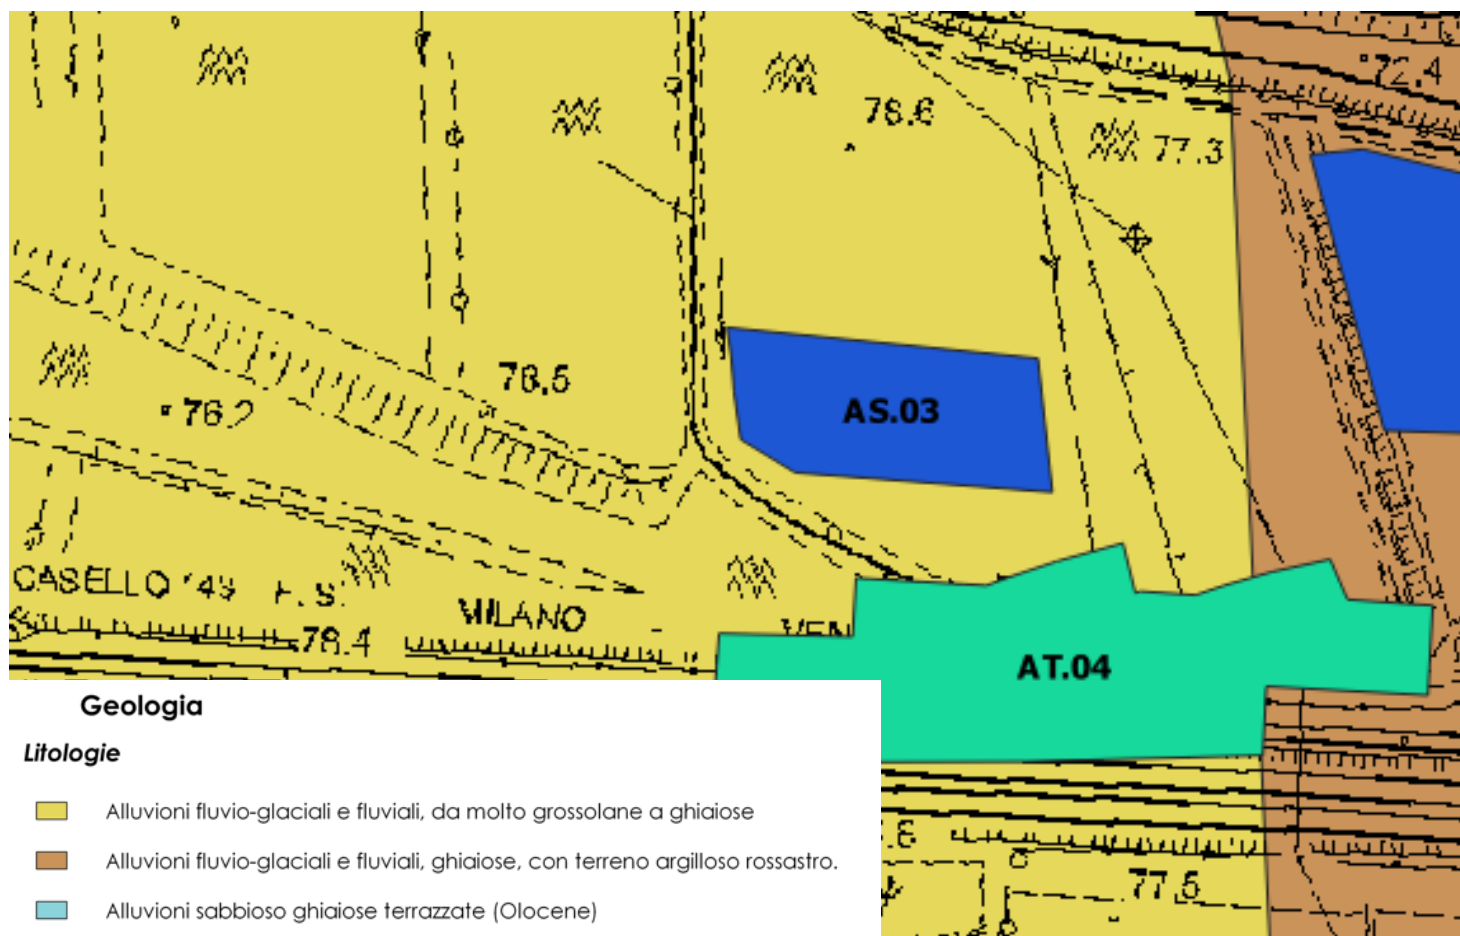 72.4
78.6
77.3
78.5
76.2
AS.03
CASELLO '49 F.S.
MILANO
VEN
78.4
AT.04
Geologia
Litologie
Alluvioni fluvio-glaciali e fluviali, da molto grossolane a ghiaiose
Alluvioni fluvio-glaciali e fluviali, ghiaiose, con terreno argilloso rossastro.
Alluvioni sabbioso ghiaiose terrazzate (Olocene)
77.5